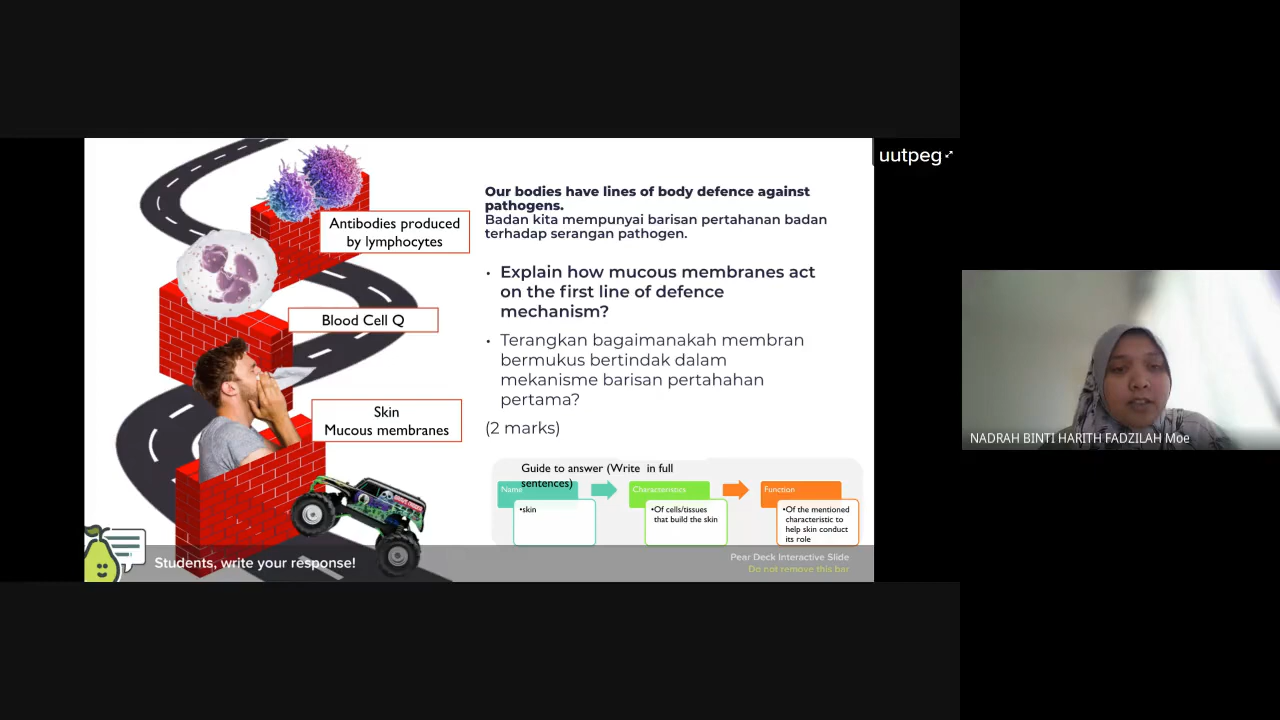 uutpeg
Our bodies have lines of body defence against
pathogens.
Badan kita mempunyai barisan pertahanan badan
terhadap serangan pathogen.
Antibodies produced
by lymphocytes
Explain how mucous membranes act
on the first line of defence
mechanism?
Blood Cell Q
Terangkan bagaimanakah membran
bermukus bertindak dalam
mekanisme barisan pertahahan
pertama?
Skin
Mucous membranes
(2 marks)
NADRAH BINTI HARITH FADZILAH Moe
Guide to answer (Write in full
sentences)
Name
•skin
Characteristics
•Of cells/tissues
that build the skin
Function
•Of the mentioned
characteristic to
help skin conduct
its role
Students, write your response!
Pear Deck Interactive Slide
Do not remove this bar